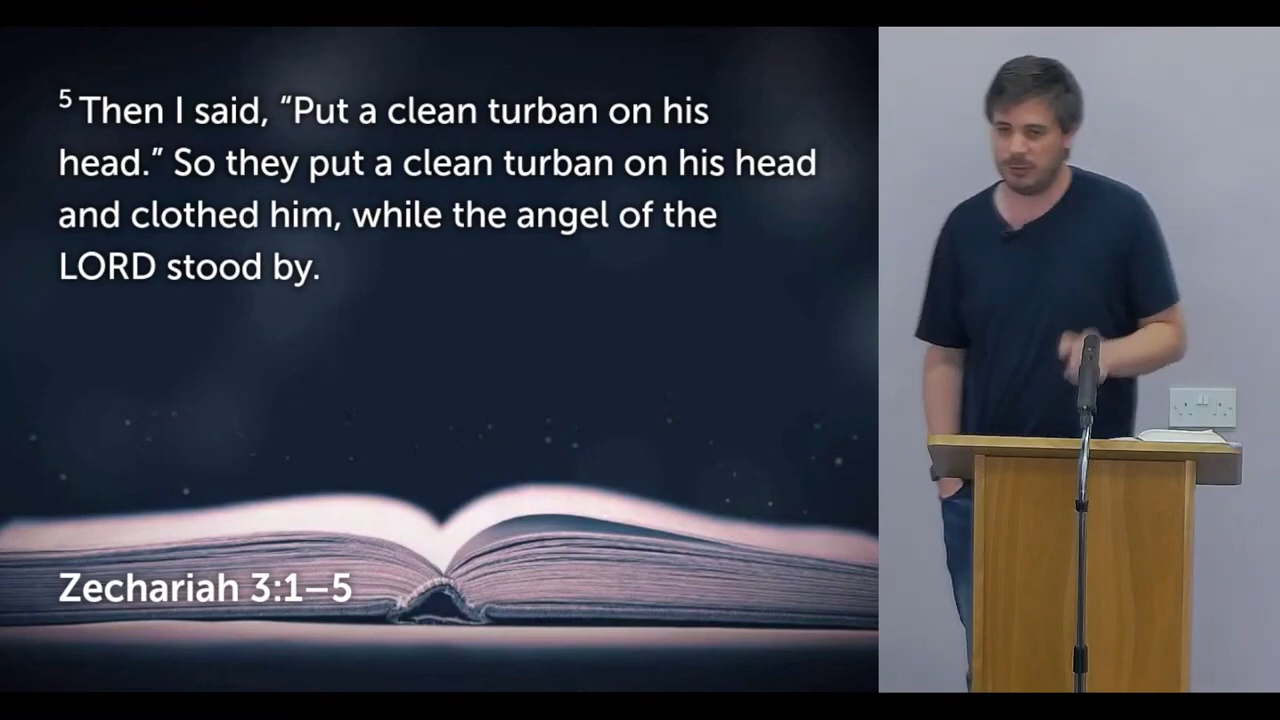 5 Then I said, “Put a clean turban on his
head.” So they put a clean turban on his head
and clothed him, while the angel of the
LORD stood by.
Zechariah 3:1–5